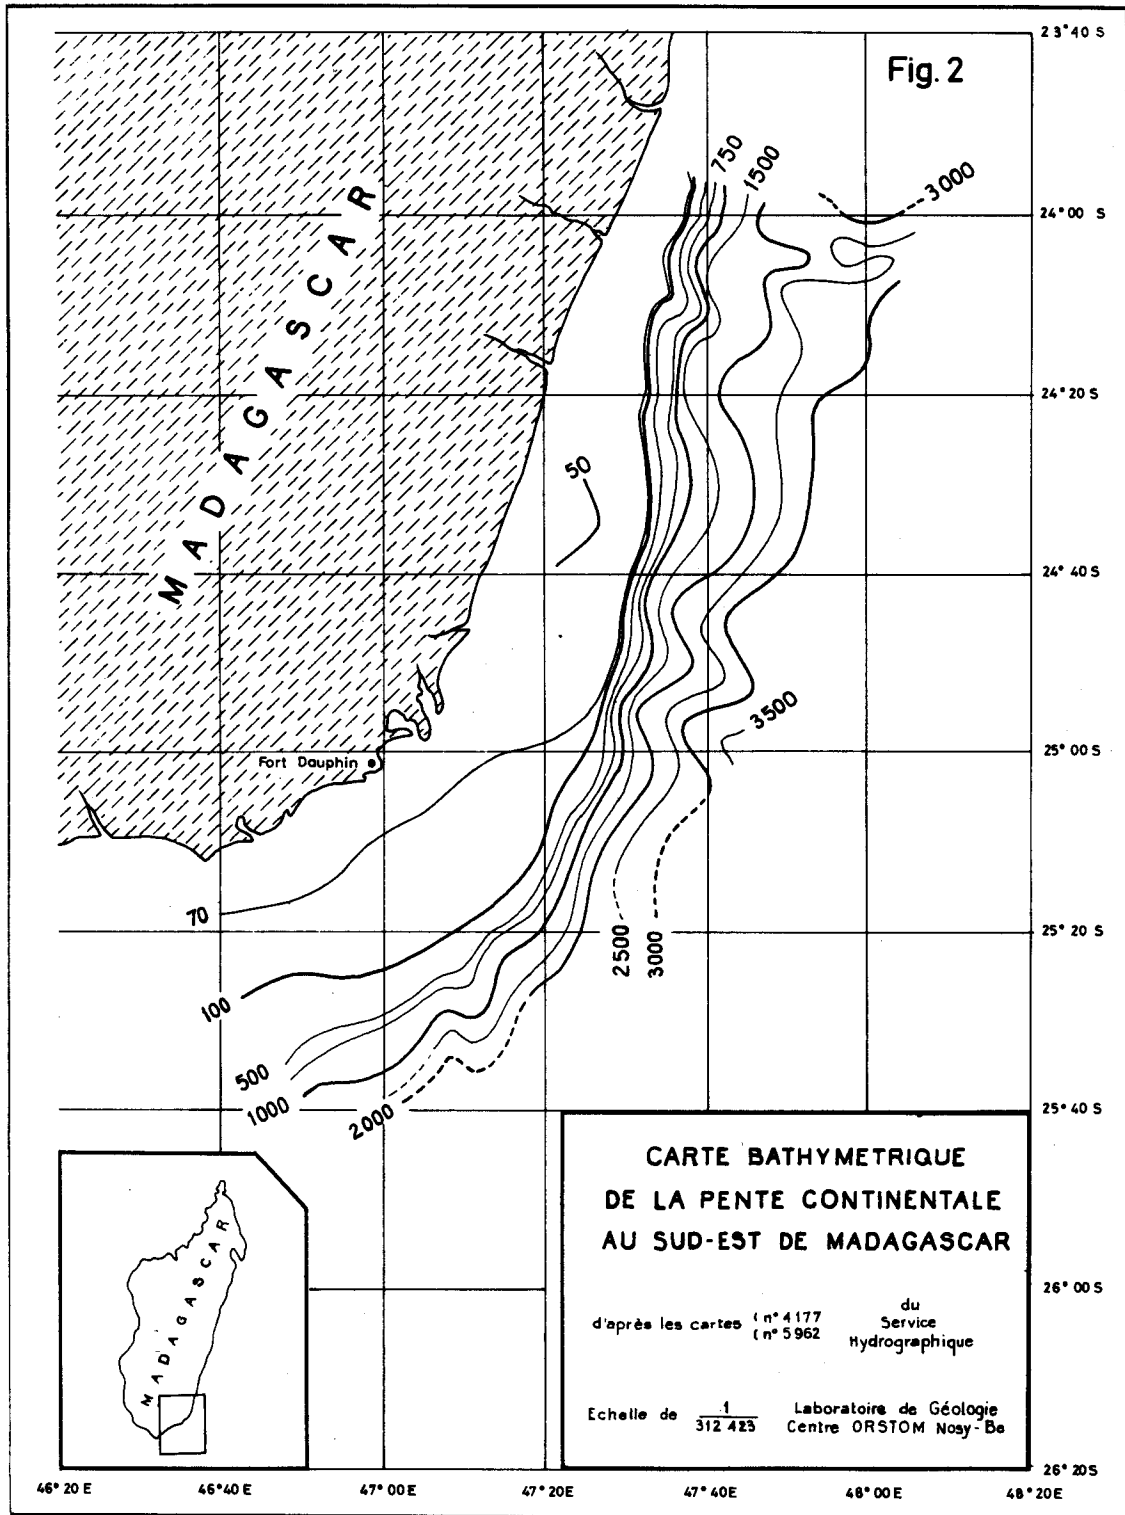 Fig. 2
23°40 S
24°00 S
24°20 S
24°40 S
25°00 S
25°20 S
25°40 S
26°00 S
26°20 S
750
1500
3000
MADAGASCAR
50
3500
Fort Dauphin
70
2500
3000
100
500
1000
2000
MADAGASCAR
CARTE BATHYMETRIQUE
DE LA PENTE CONTINENTALE
AU SUD-EST DE MADAGASCAR
d'après les cartes ( n° 4177 du
( n° 5962 Service
Hydrographique
Echelle de 1 Laboratoire de Géologie
312 423 Centre ORSTOM Nosy-Be
46°20 E 46°40 E 47°00 E 47°20 E 47°40 E 48°00 E 48°20 E